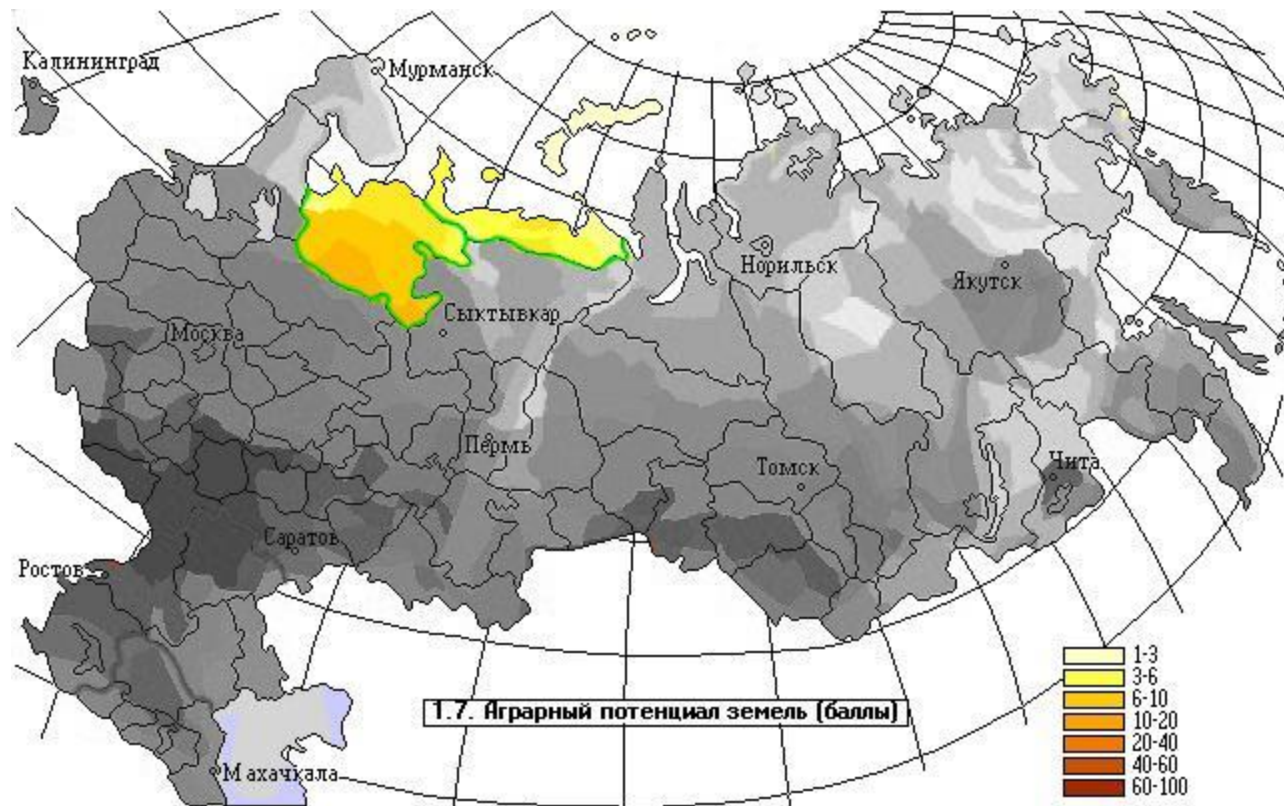 Калининград
Мурманск
Норильск
Якутск
Сыктывкар
Москва
Пермь
Томск
Чита
Саратов
Ростов
1-3
3-6
6-10
1.7. Аграрный потенциал земель (баллы)
10-20
20-40
40-60
Махачкала
60-100